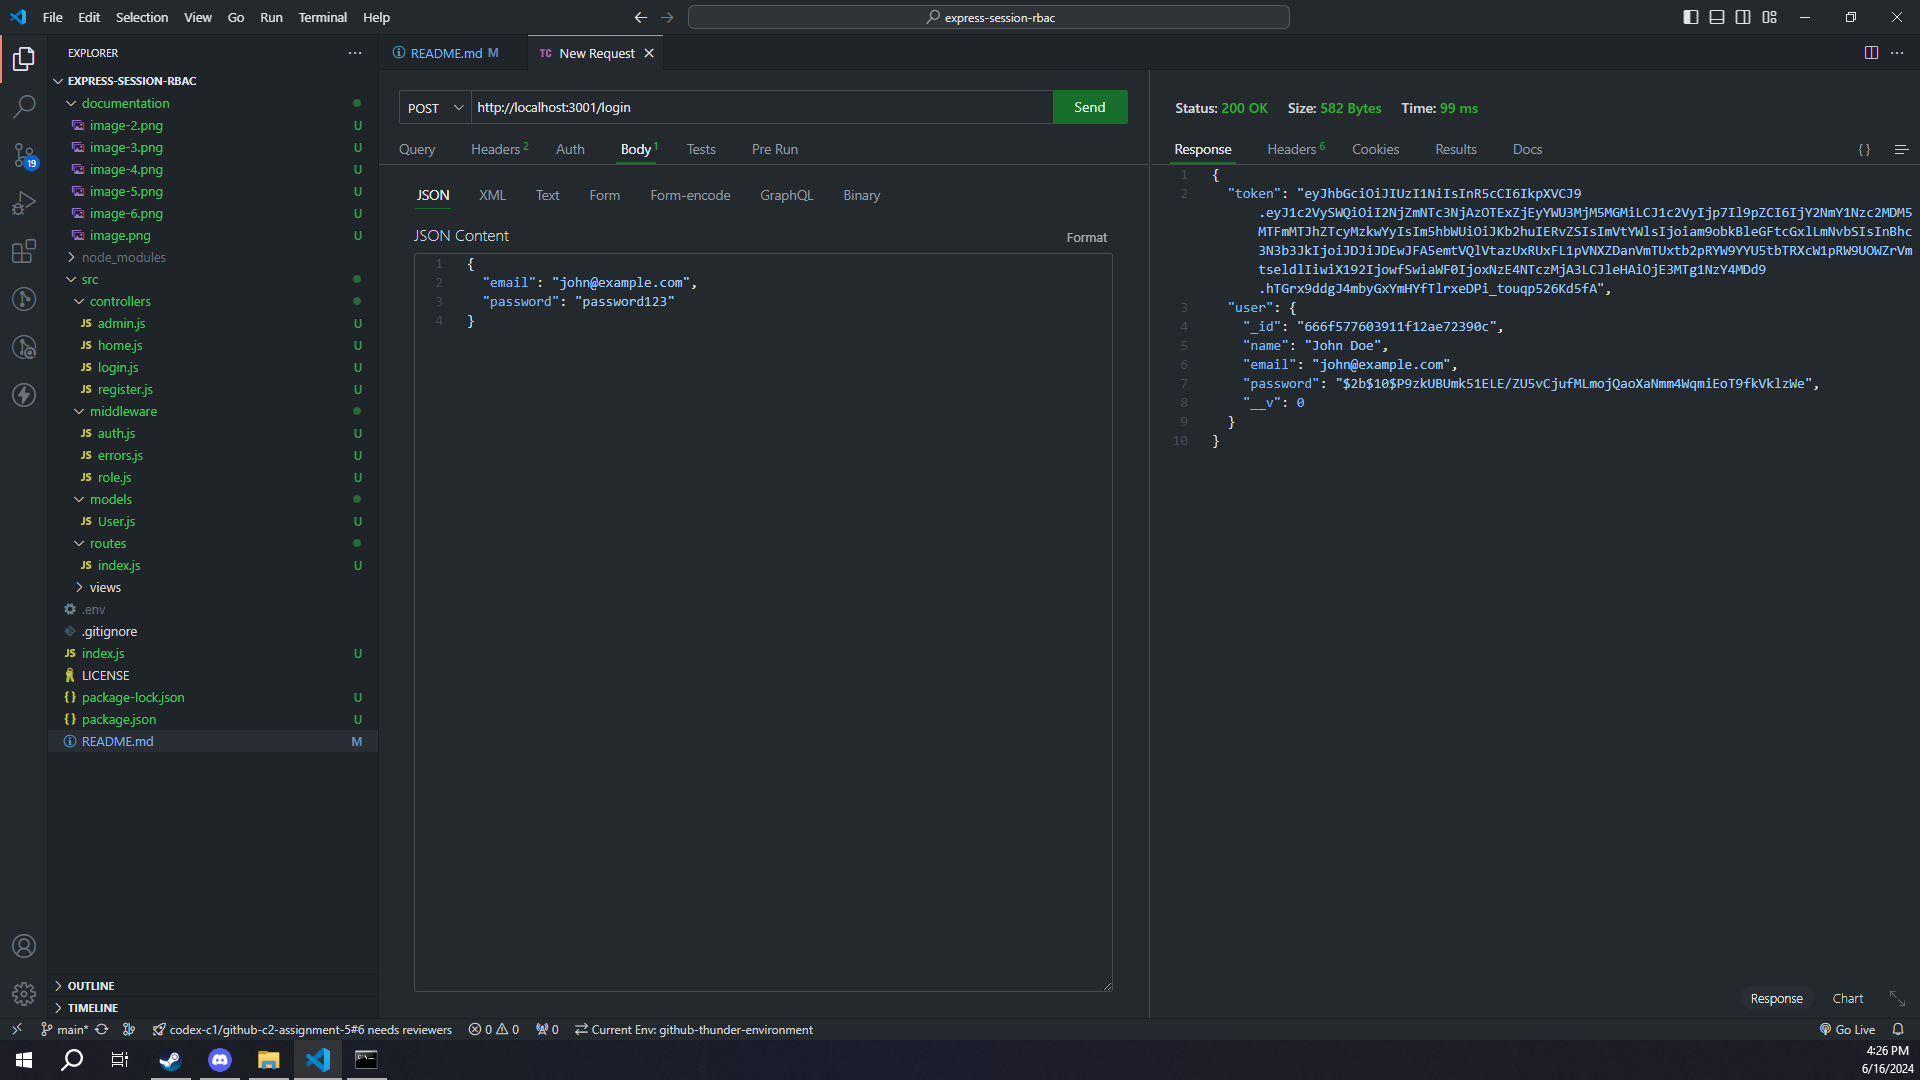 File Edit Selection View Go Run Terminal Help
express-session-rbac
EXPLORER
EXPRESS-SESSION-RBAC
documentation
image-2.png U
image-3.png U
image-4.png U
image-5.png U
image-6.png U
image.png U
node_modules
src
controllers
JS admin.js U
JS home.js U
JS login.js U
JS register.js U
middleware
JS auth.js U
JS errors.js U
JS role.js U
models
JS User.js U
routes
JS index.js U
views
.env
.gitignore
JS index.js U
LICENSE
{} package-lock.json U
{} package.json U
README.md M
OUTLINE
TIMELINE
19
README.md M
TC New Request
POST
http://localhost:3001/login
Send
Query Headers 2 Auth Body 1 Tests Pre Run
JSON XML Text Form Form-encode GraphQL Binary
JSON Content
Format
1 {
2 "email": "john@example.com",
3 "password": "password123"
4 }
Status: 200 OK Size: 582 Bytes Time: 99 ms
Response Headers 6 Cookies Results Docs {}
1 {
2 "token": "eyJhbGciOiJIUzI1NiIsInR5cCI6IkpXVCJ9
.eyJ1c2VySWQiOiI2NjZmNTc3NjAzOTExZjEyYWU3MjM5MGMiLCJ1c2VyIjp7Il9pZCI6IjY2NmY1Nzc2MDM5
MTFmMTJhZTcyMzkwYyIsIm5hbWUiOiJKb2huIERvZSIsImVtYWlsIjoiam9obkBleGFtcGxlLmNvbSIsInBhc
3N3b3JkIjoiJDJiJDEwJFA5emtVQlVtazUxRUxFL1pVNXZDanVmTUxtb2pRYW9YYU5tbTRXcW1pRW9UOWZrVm
tseldlIiwiX192IjowfSwiaWF0IjoxNzE4NTczMjA3LCJleHAiOjE3MTg1NzY4MDd9
.hTGrx9ddgJ4mbyGxYmHYfTlrxeDPi_touqp526Kd5fA",
3 "user": {
4 "_id": "666f577603911f12ae72390c",
5 "name": "John Doe",
6 "email": "john@example.com",
7 "password": "$2b$10$P9zkUBUmk51ELE/ZU5vCjufMLmojQaoXaNmm4WqmiEoT9fkVklzWe",
8 "__v": 0
9 }
10 }
Response Chart
main* codex-c1/github-c2-assignment-5#6 needs reviewers 0 0 0 Current Env: github-thunder-environment
Go Live
4:26 PM
6/16/2024